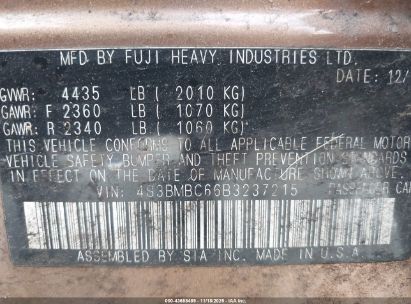 MFD BY FUJI HEAVY INDUSTRIES LTD.
DATE: 12/
GVWR: 4435 LB ( 2010 KG)
GAWR: F 2360 LB ( 1070 KG)
GAWR: R 2340 LB ( 1060 KG)
THIS VEHICLE CONFORMS TO ALL APPLICABLE FEDERAL MOTOR
VEHICLE SAFETY, BUMPER AND THEFT PREVENTION STANDARDS
IN EFFECT ON THE DATE OF MANUFACTURE SHOWN ABOVE.
VIN: 4S3BMBC66B3237215 PASSENGER CAR
ASSEMBLED BY SIA INC. MADE IN U.S.A.